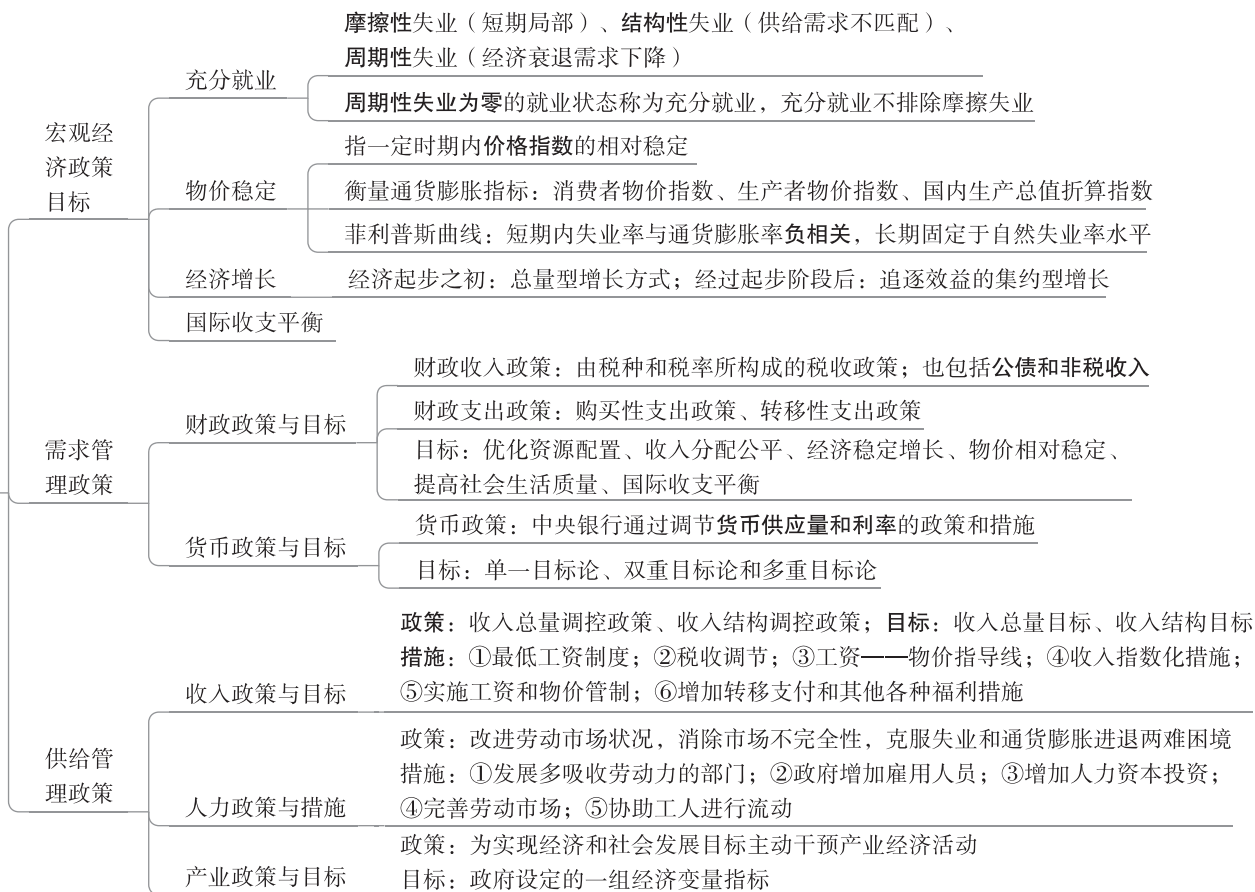 宏观经
济政策
目标
充分就业
摩擦性失业（短期局部）、结构性失业（供给需求不匹配）、
周期性失业（经济衰退需求下降）
周期性失业为零的就业状态称为充分就业，充分就业不排除摩擦失业
物价稳定
指一定时期内价格指数的相对稳定
衡量通货膨胀指标：消费者物价指数、生产者物价指数、国内生产总值折算指数
菲利普斯曲线：短期内失业率与通货膨胀率负相关，长期固定于自然失业率水平
经济增长
经济起步之初：总量型增长方式；经过起步阶段后：追逐效益的集约型增长
国际收支平衡
需求管
理政策
财政政策与目标
财政收入政策：由税种和税率所构成的税收政策；也包括公债和非税收入
财政支出政策：购买性支出政策、转移性支出政策
目标：优化资源配置、收入分配公平、经济稳定增长、物价相对稳定、
提高社会生活质量、国际收支平衡
货币政策与目标
货币政策：中央银行通过调节货币供应量和利率的政策和措施
目标：单一目标论、双重目标论和多重目标论
供给管
理政策
收入政策与目标
政策：收入总量调控政策、收入结构调控政策；目标：收入总量目标、收入结构目标
措施：①最低工资制度；②税收调节；③工资——物价指导线；④收入指数化措施；
⑤实施工资和物价管制；⑥增加转移支付和其他各种福利措施
人力政策与措施
政策：改进劳动市场状况，消除市场不完全性，克服失业和通货膨胀进退两难困境
措施：①发展多吸收劳动力的部门；②政府增加雇用人员；③增加人力资本投资；
④完善劳动市场；⑤协助工人进行流动
产业政策与目标
政策：为实现经济和社会发展目标主动干预产业经济活动
目标：政府设定的一组经济变量指标